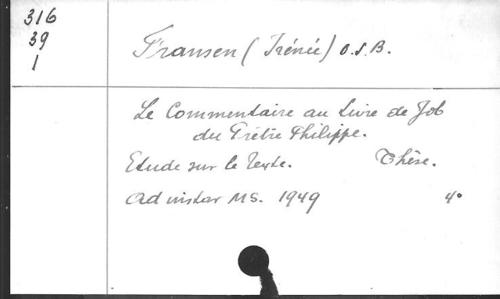 316
39
1
Fransen (Irénée) O.S.B.
Le Commentaire au Livre de Job
du Prêtre Philippe.
Etude sur le Texte. Thèse.
Ad instar MS. 1949 4°